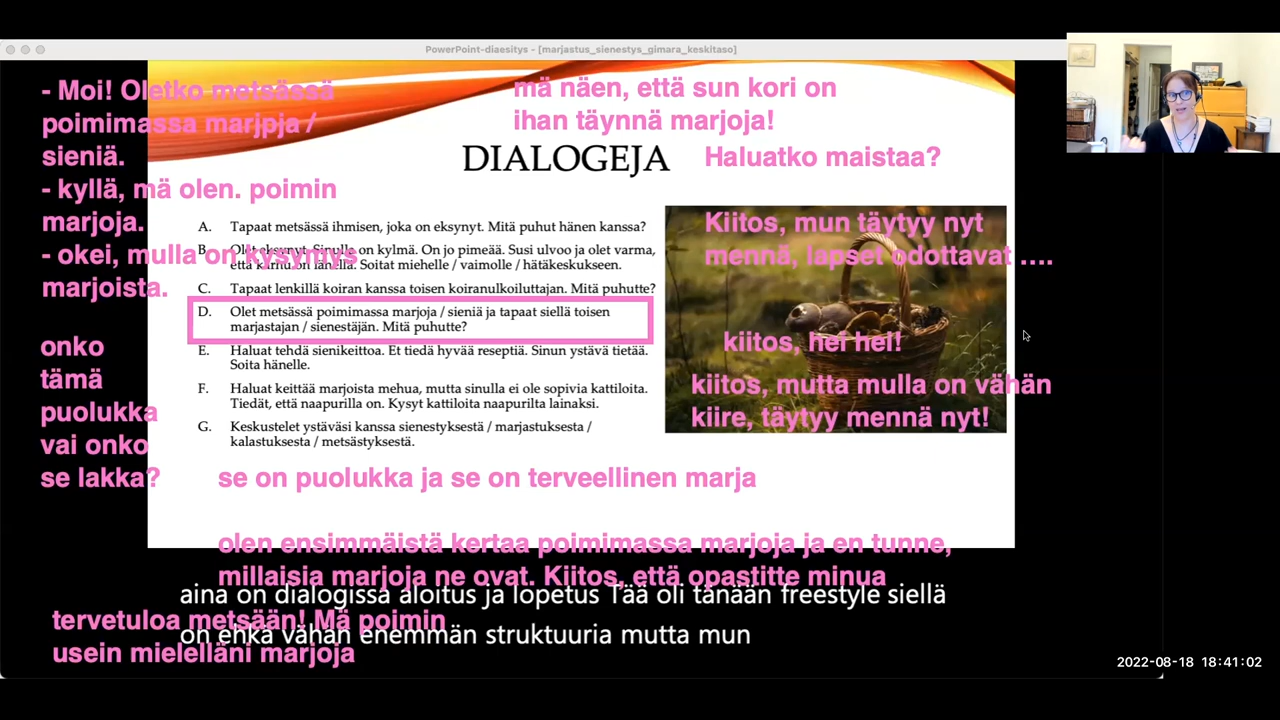 PowerPoint-diaesitys - [marjastus_sienestys_gimara_keskitaso]
- Moi! Oletko metsässä
poimimassa marjpja /
sieniä.
- kyllä, mä olen. poimin
marjoja.
- okei, mulla on kysymys
marjoista.
mä näen, että sun kori on
ihan täynnä marjoja!
DIALOGEJA
Haluatko maistaa?
A. Tapaat metsässä ihmisen, joka on eksynyt. Mitä puhut hänen kanssa?
B. Olet eksynyt. Sinulla on kylmä. On jo pimeää. Susi ulvoo ja olet varma,
että karhu on lähellä. Soitat miehelle / vaimolle / hätäkeskukseen.
C. Tapaat lenkillä koiran kanssa toisen koiranulkoiluttajan. Mitä puhutte?
D. Olet metsässä poimimassa marjoja / sieniä ja tapaat siellä toisen
marjastajan / sienestäjän. Mitä puhutte?
E. Haluat tehdä sienikeittoa. Et tiedä hyvää reseptiä. Sinun ystävä tietää.
Soita hänelle.
F. Haluat keittää marjoista mehua, mutta sinulla ei ole sopivia kattiloita.
Tiedät, että naapurilla on. Kysyt kattiloita naapurilta lainaksi.
G. Keskustelet ystäväsi kanssa sienestyksestä / marjastuksesta /
kalastuksesta / metsästyksestä.
Kiitos, mun täytyy nyt
mennä, lapset odottavat ....
kiitos, hei hei!
kiitos, mutta mulla on vähän
kiire, täytyy mennä nyt!
onko
tämä
puolukka
vai onko
se lakka?
se on puolukka ja se on terveellinen marja
olen ensimmäistä kertaa poimimassa marjoja ja en tunne,
millaisia marjoja ne ovat. Kiitos, että opastitte minua
aina on dialogissa aloitus ja lopetus Tää oli tänään freestyle siellä
on ehkä vähän enemmän struktuuria mutta mun
tervetuloa metsään! Mä poimin
usein mielelläni marjoja
2022-08-18 18:41:02